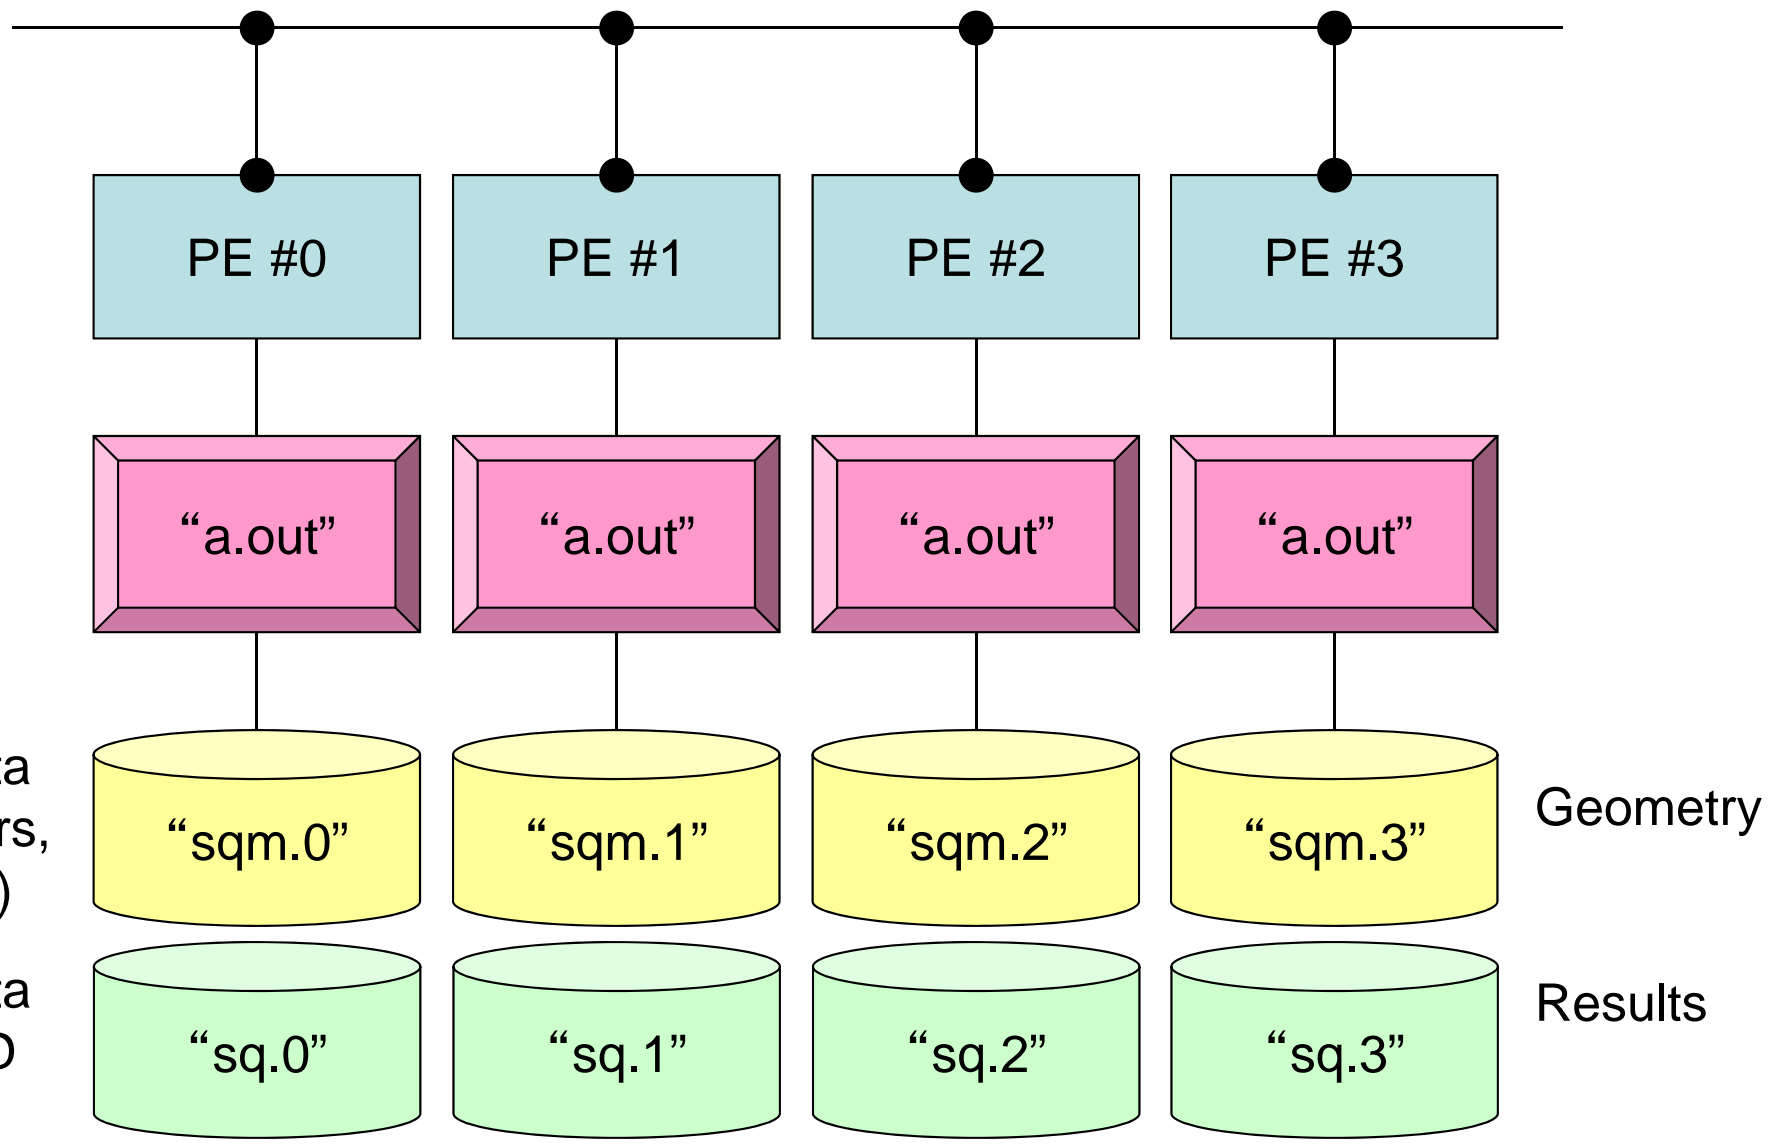 PE #0 PE #1 PE #2 PE #3
“a.out” “a.out” “a.out” “a.out”
“sqm.0” “sqm.1” “sqm.2” “sqm.3” Geometry
“sq.0” “sq.1” “sq.2” “sq.3” Results